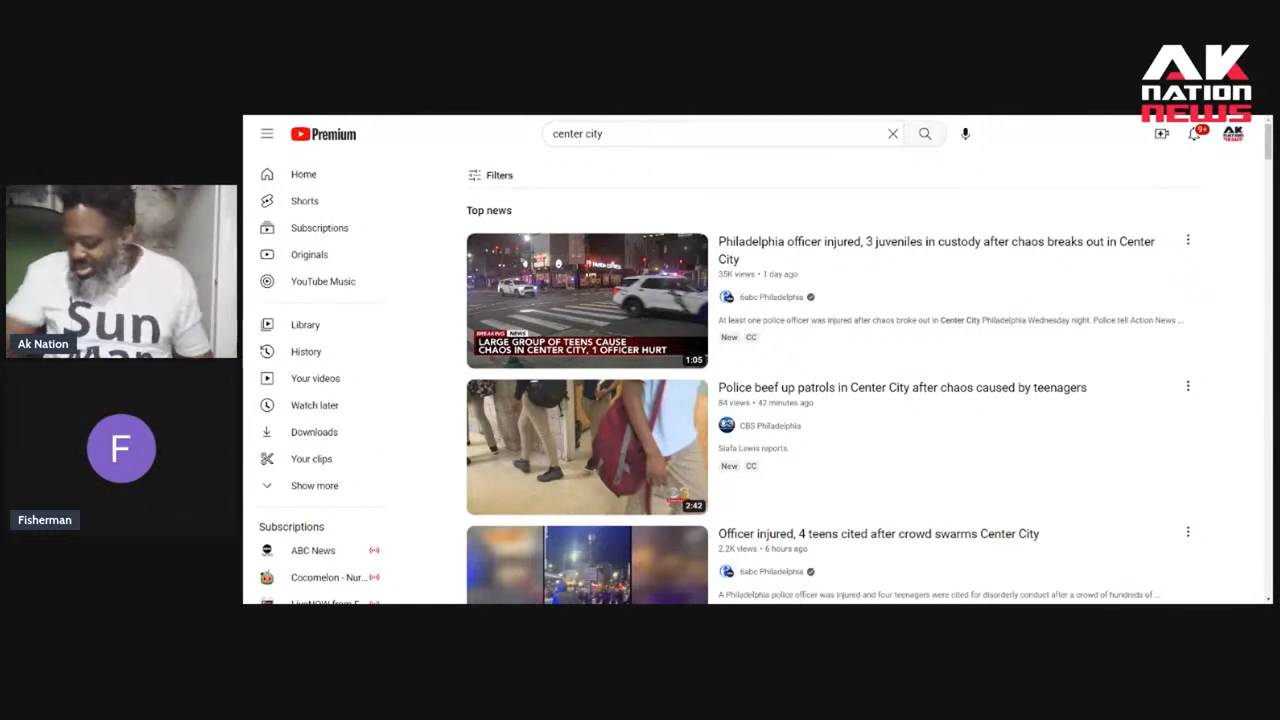 AK
NATION
NEWS
Premium
center city
9+
AK
NATION
NEWS
Home
Shorts
Subscriptions
Originals
YouTube Music
Library
History
Your videos
Watch later
Downloads
Your clips
Show more
Subscriptions
ABC News
Cocomelon - Nur...
Filters
Top news
BREAKING NEWS
LARGE GROUP OF TEENS CAUSE
CHAOS IN CENTER CITY, 1 OFFICER HURT
1:05
Philadelphia officer injured, 3 juveniles in custody after chaos breaks out in Center
City
35K views • 1 day ago
6abc Philadelphia
At least one police officer was injured after chaos broke out in Center City Philadelphia Wednesday night. Police tell Action News ...
New CC
2:42
Police beef up patrols in Center City after chaos caused by teenagers
84 views • 42 minutes ago
CBS Philadelphia
Siafa Lewis reports.
New CC
Officer injured, 4 teens cited after crowd swarms Center City
2.2K views • 6 hours ago
6abc Philadelphia
A Philadelphia police officer was injured and four teenagers were cited for disorderly conduct after a crowd of hundreds of ...
Sun
Man
Ak Nation
F
Fisherman